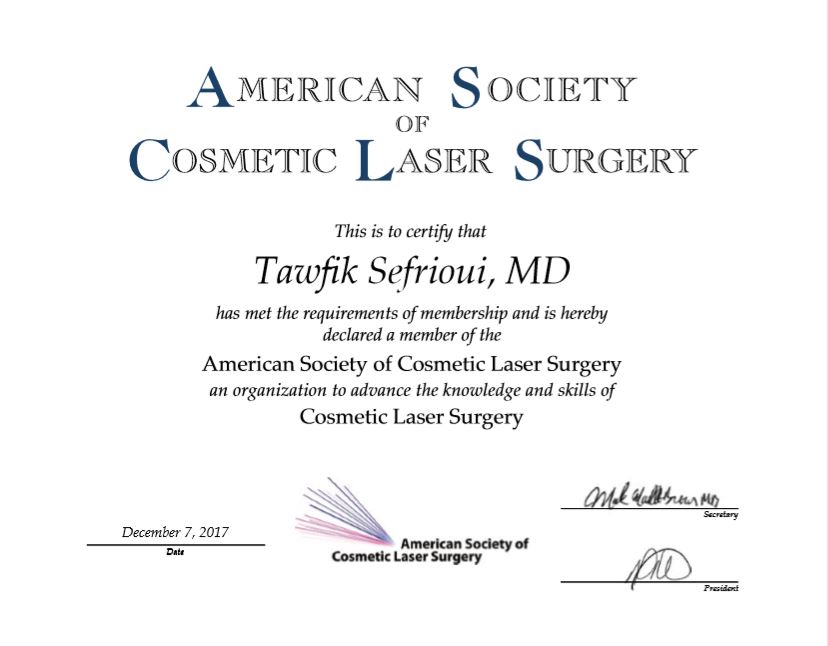 AMERICAN SOCIETY
OF
COSMETIC LASER SURGERY
This is to certify that
Tawfik Sefrioui, MD
has met the requirements of membership and is hereby
declared a member of the
American Society of Cosmetic Laser Surgery
an organization to advance the knowledge and skills of
Cosmetic Laser Surgery
Secretary
December 7, 2017
Date
American Society of
Cosmetic Laser Surgery
President